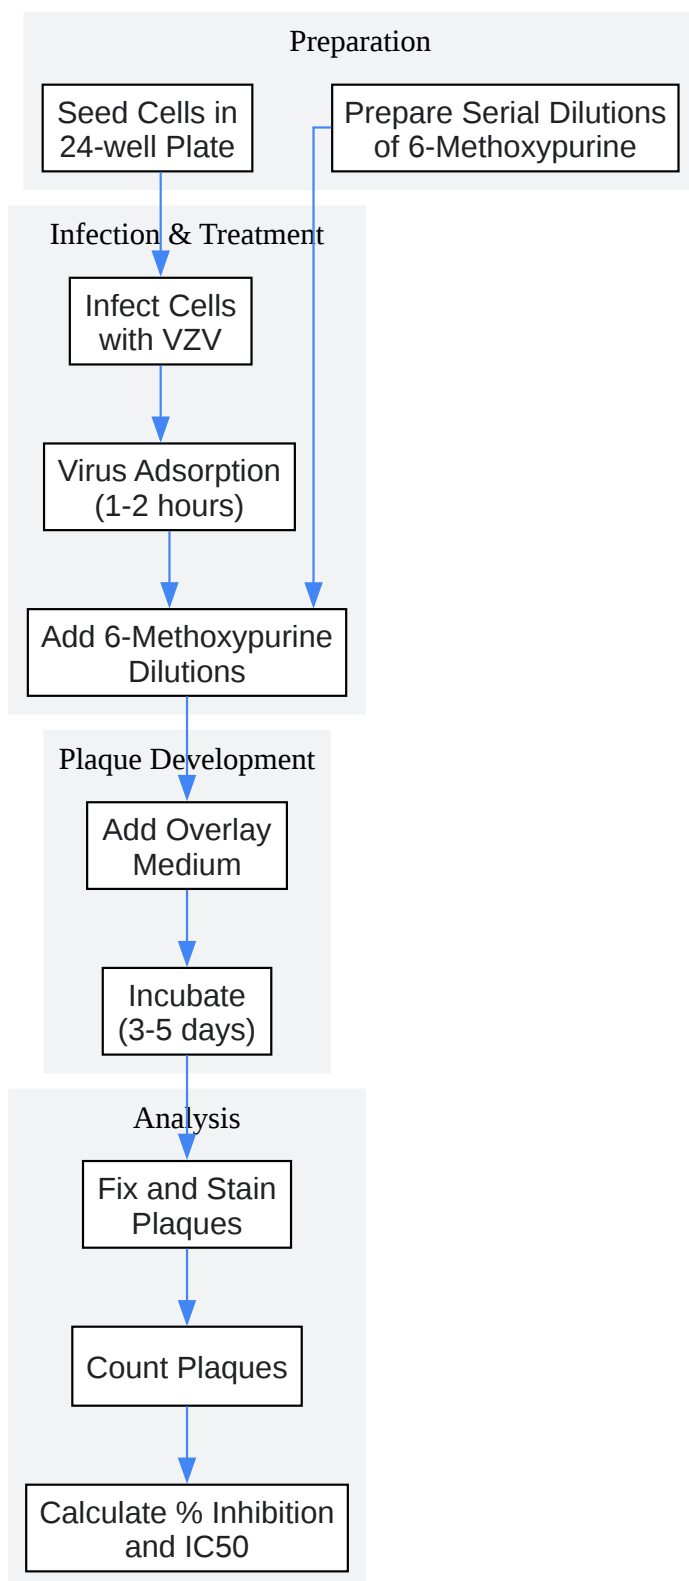 Preparation
Seed Cells in
24-well Plate
Prepare Serial Dilutions
of 6-Methoxypurine
Infection & Treatment
Infect Cells
with VZV
Virus Adsorption
(1-2 hours)
Add 6-Methoxypurine
Dilutions
Plaque Development
Add Overlay
Medium
Incubate
(3-5 days)
Analysis
Fix and Stain
Plaques
Count Plaques
Calculate % Inhibition
and IC50